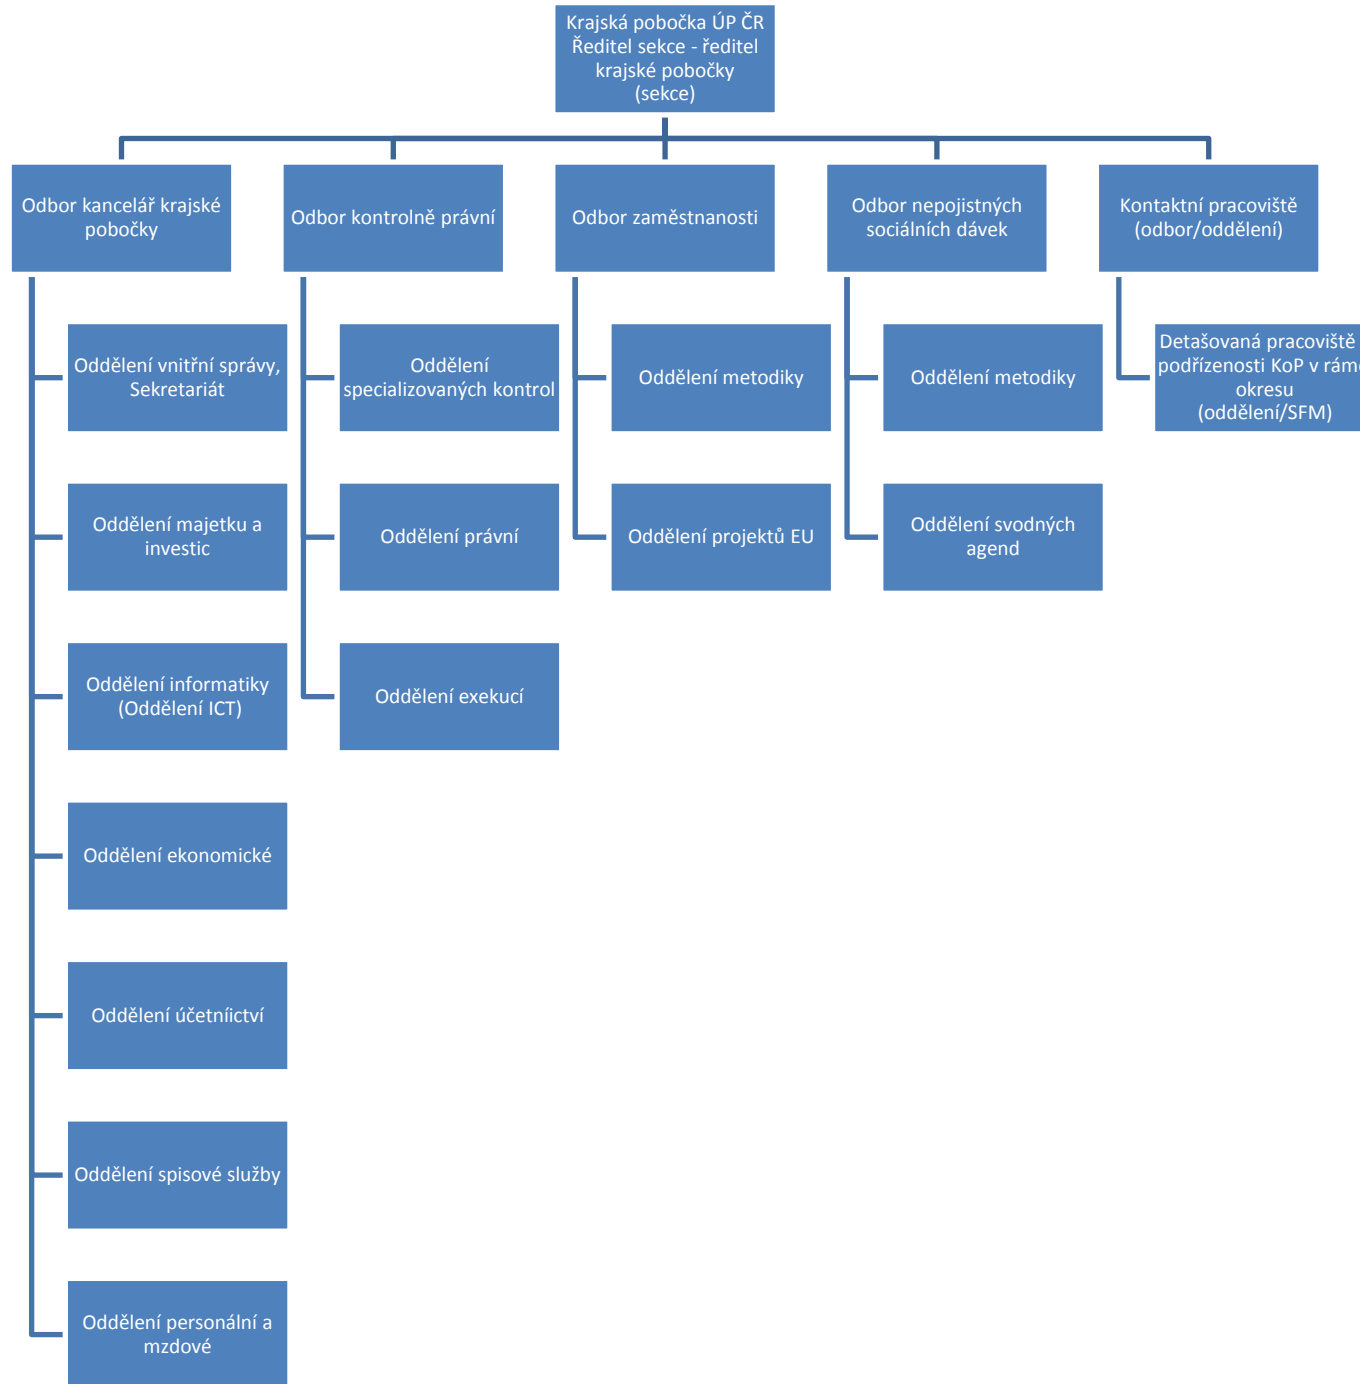 Krajská pobočka ÚP ČR
Ředitel sekce - ředitel
krajské pobočky
(sekce)
Odbor kancelář krajské
pobočky
Odbor kontrolně právní
Odbor zaměstnanosti
Odbor nepojistných
sociálních dávek
Kontaktní pracoviště
(odbor/oddělení)
Oddělení vnitřní správy,
Sekretariát
Oddělení
specializovaných kontrol
Oddělení metodiky
Oddělení metodiky
Detašovaná pracoviště
podřízenosti KoP v rám
okresu
(oddělení/SFM)
Oddělení majetku a
investic
Oddělení právní
Oddělení projektů EU
Oddělení svodných
agend
Oddělení informatiky
(Oddělení ICT)
Oddělení exekucí
Oddělení ekonomické
Oddělení účetníictví
Oddělení spisové služby
Oddělení personální a
mzdové